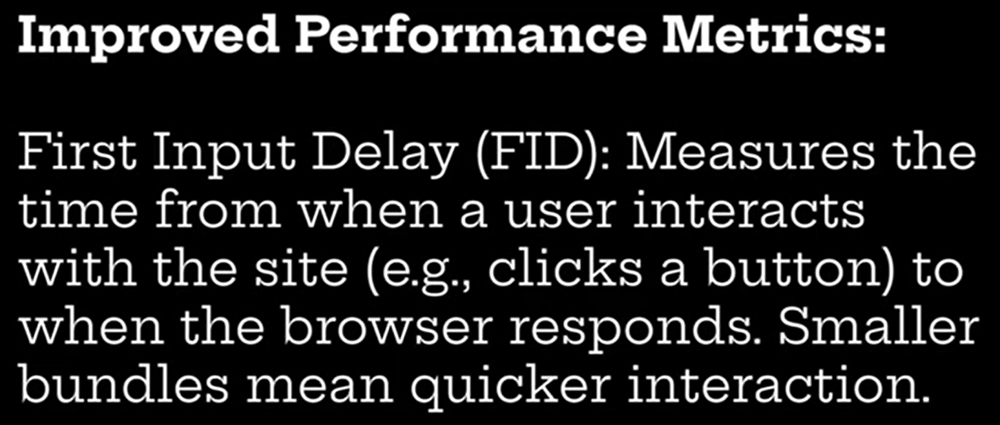 Improved Performance Metrics:
First Input Delay (FID): Measures the
time from when a user interacts
with the site (e.g., clicks a button) to
when the browser responds. Smaller
bundles mean quicker interaction.